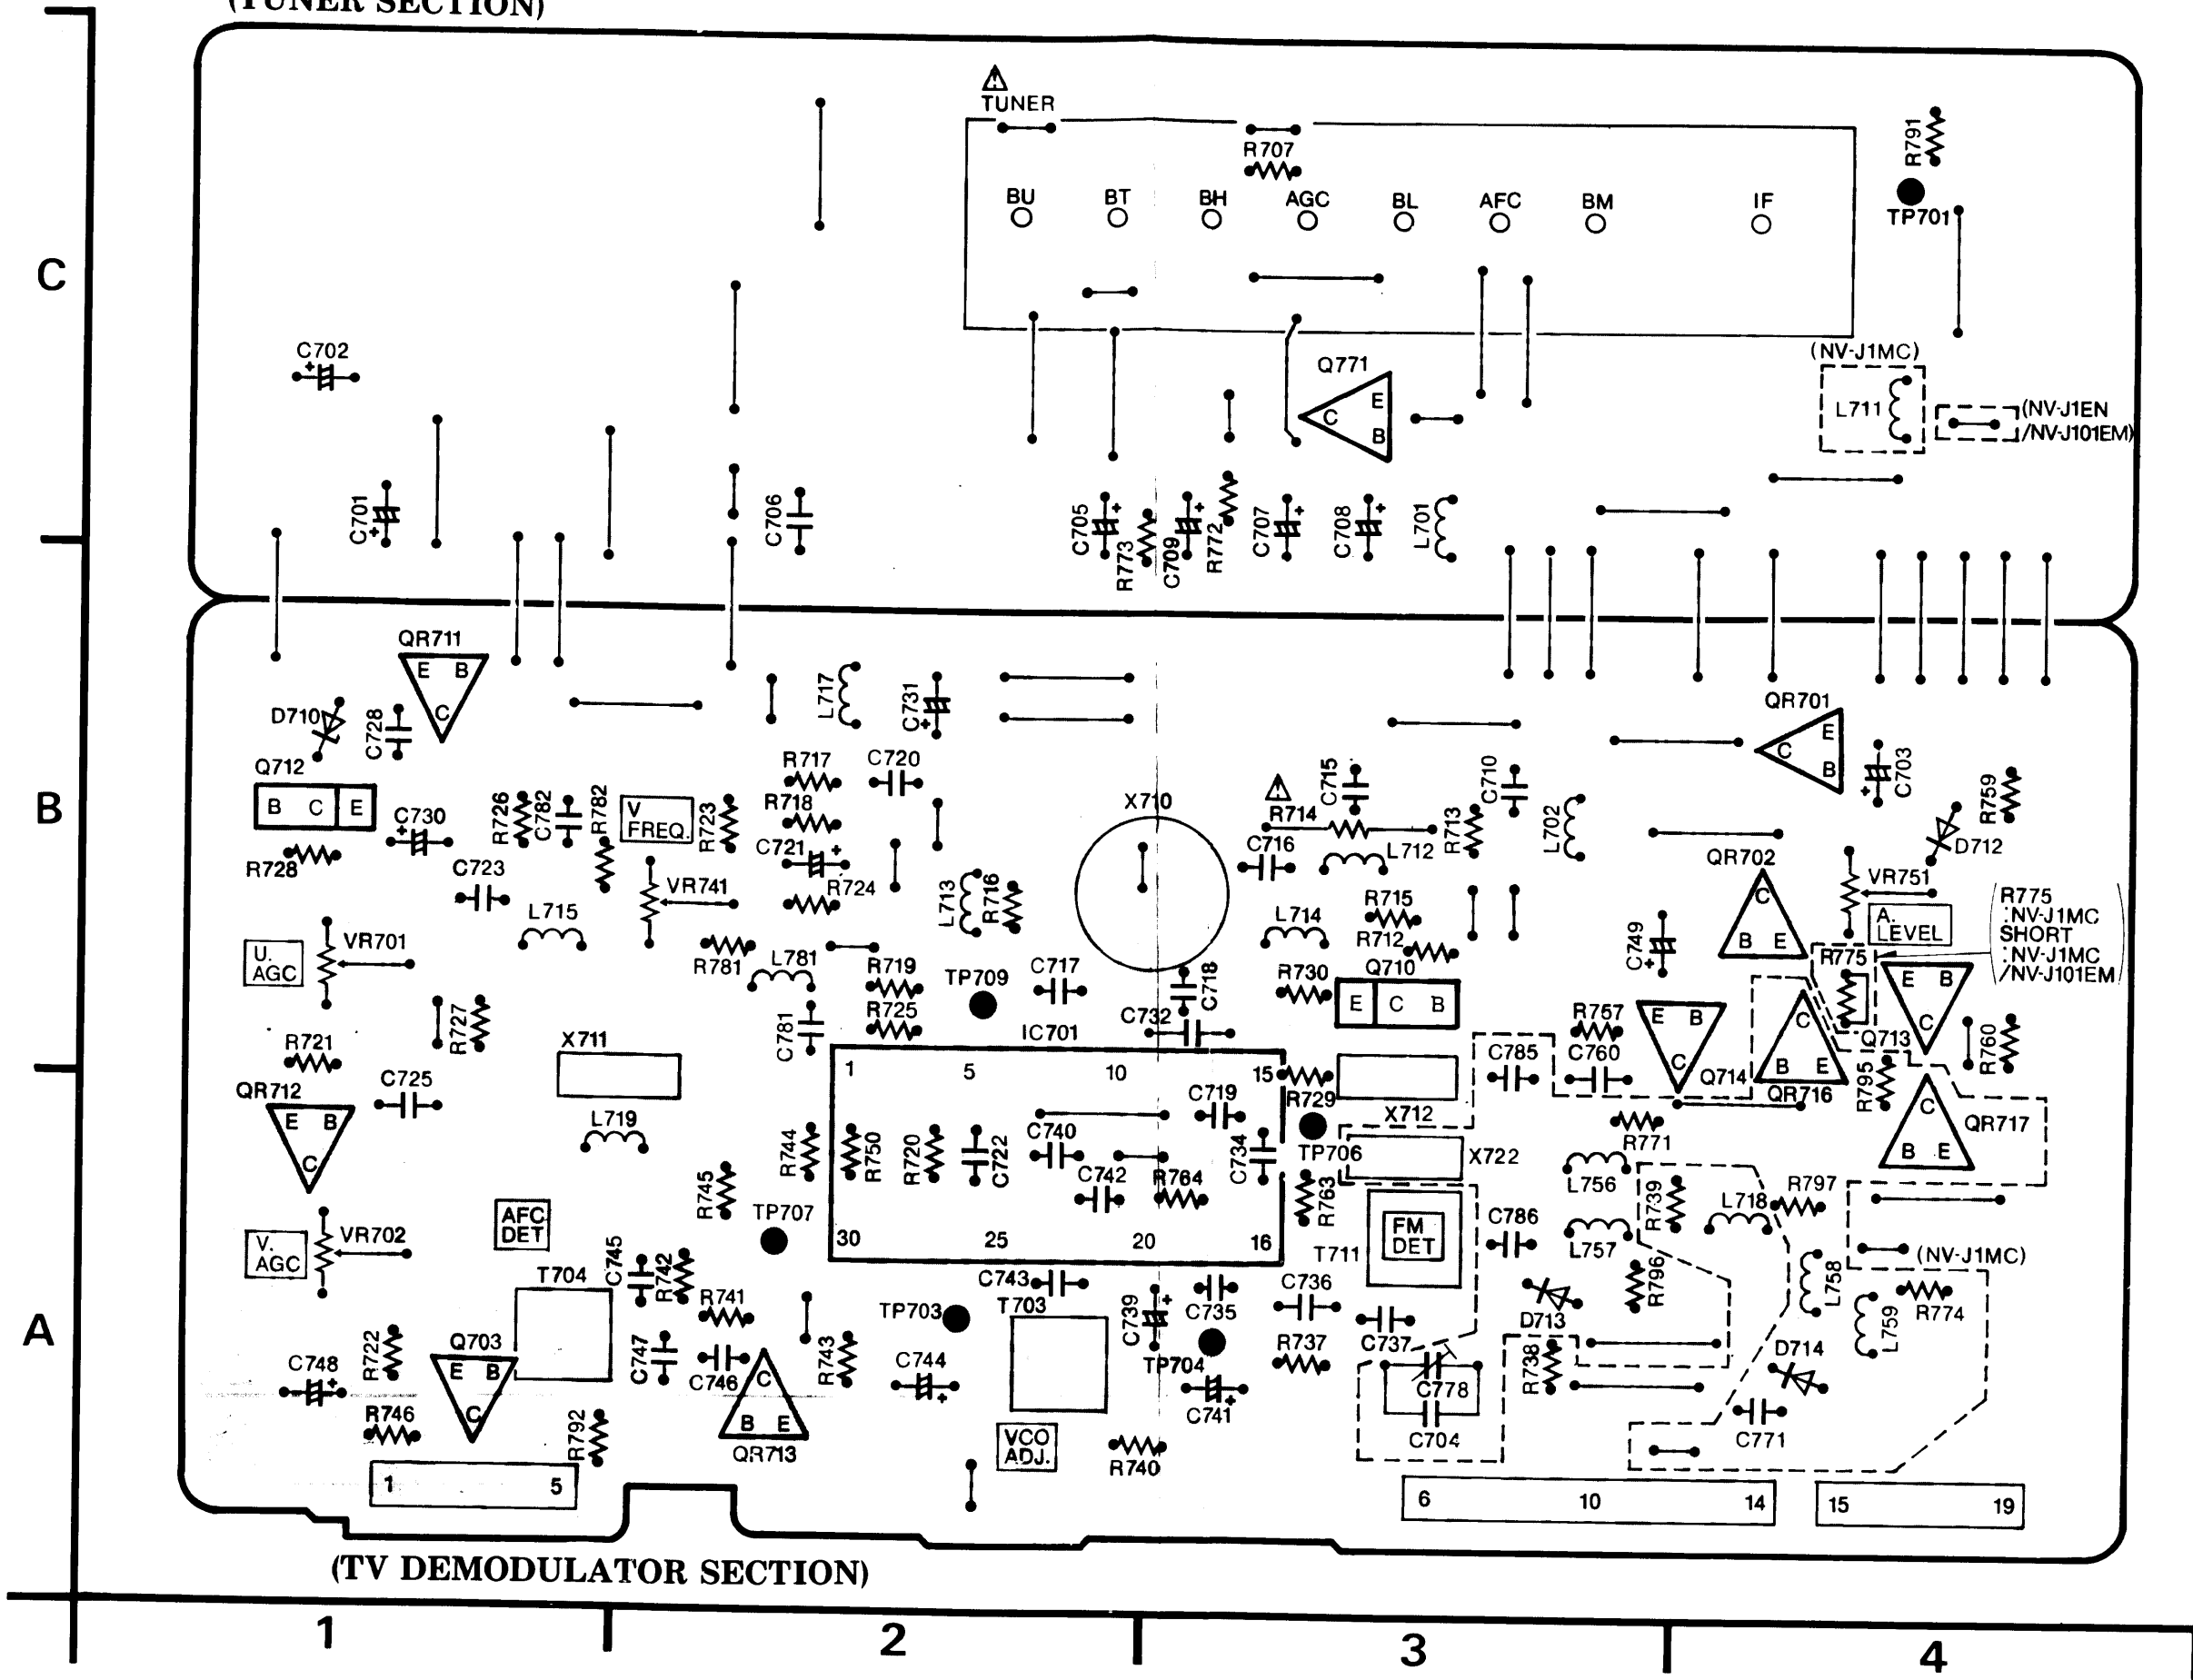 (TUNER SECTION)
TUNER
R707
R791
BU BT BH AGC BL AFC BM IF
TP701
C
C702
Q771
C E B
(NV-J1MC)
L711
(NV-J1EN
/NV-J101EM)
C701
C706
C705
R773
C709
R772
C707
C708
L701
QR711
E B
C
D710
C728
L717
C731
QR701
E
C
B
Q712
B C E
C730
R726
C782
R782
V
FREQ.
R723
R717
C720
R718
C721
R724
X710
R714
C715
C710
R713
L702
C703
R759
B
R728
C723
VR741
L713
R716
C716
L712
QR702
C
B E
VR751
D712
L715
R715
R712
L714
C749
A.
LEVEL
R775
:NV-J1MC
SHORT
:NV-J1MC
/NV-J101EM
U.
AGC
VR701
R781
L781
R719
TP709
C717
C718
R730
Q710
E C B
R775
E B
C
R727
C781
R725
C732
R757
E B
C
C
B E
Q713
R760
R721
X711
IC701
C785
C760
Q714
QR716
R795
1 5 10 15
R729
X712
C719
QR712
E B
C
C725
L719
R744
R750
R720
C722
C740
C734
TP706
X722
R771
C
B E
QR717
C742
R764
R763
L756
R739
L718
R797
R745
TP707
AFC
DET
V.
AGC
VR702
30 25 20 16
T711
FM
DET
C786
L757
(NV-J1MC)
T704
C745
R742
C743
T703
C736
R796
L758
R774
R741
TP703
C739
C735
C737
D713
L759
A
R722
Q703
E B
C
C747
C746
R743
C744
TP704
R737
R738
D714
C748
C
B E
QR713
C741
C778
C704
C771
R746
R792
VCO
ADJ.
R740
1 5
6 10 14
15 19
(TV DEMODULATOR SECTION)
1 2 3 4